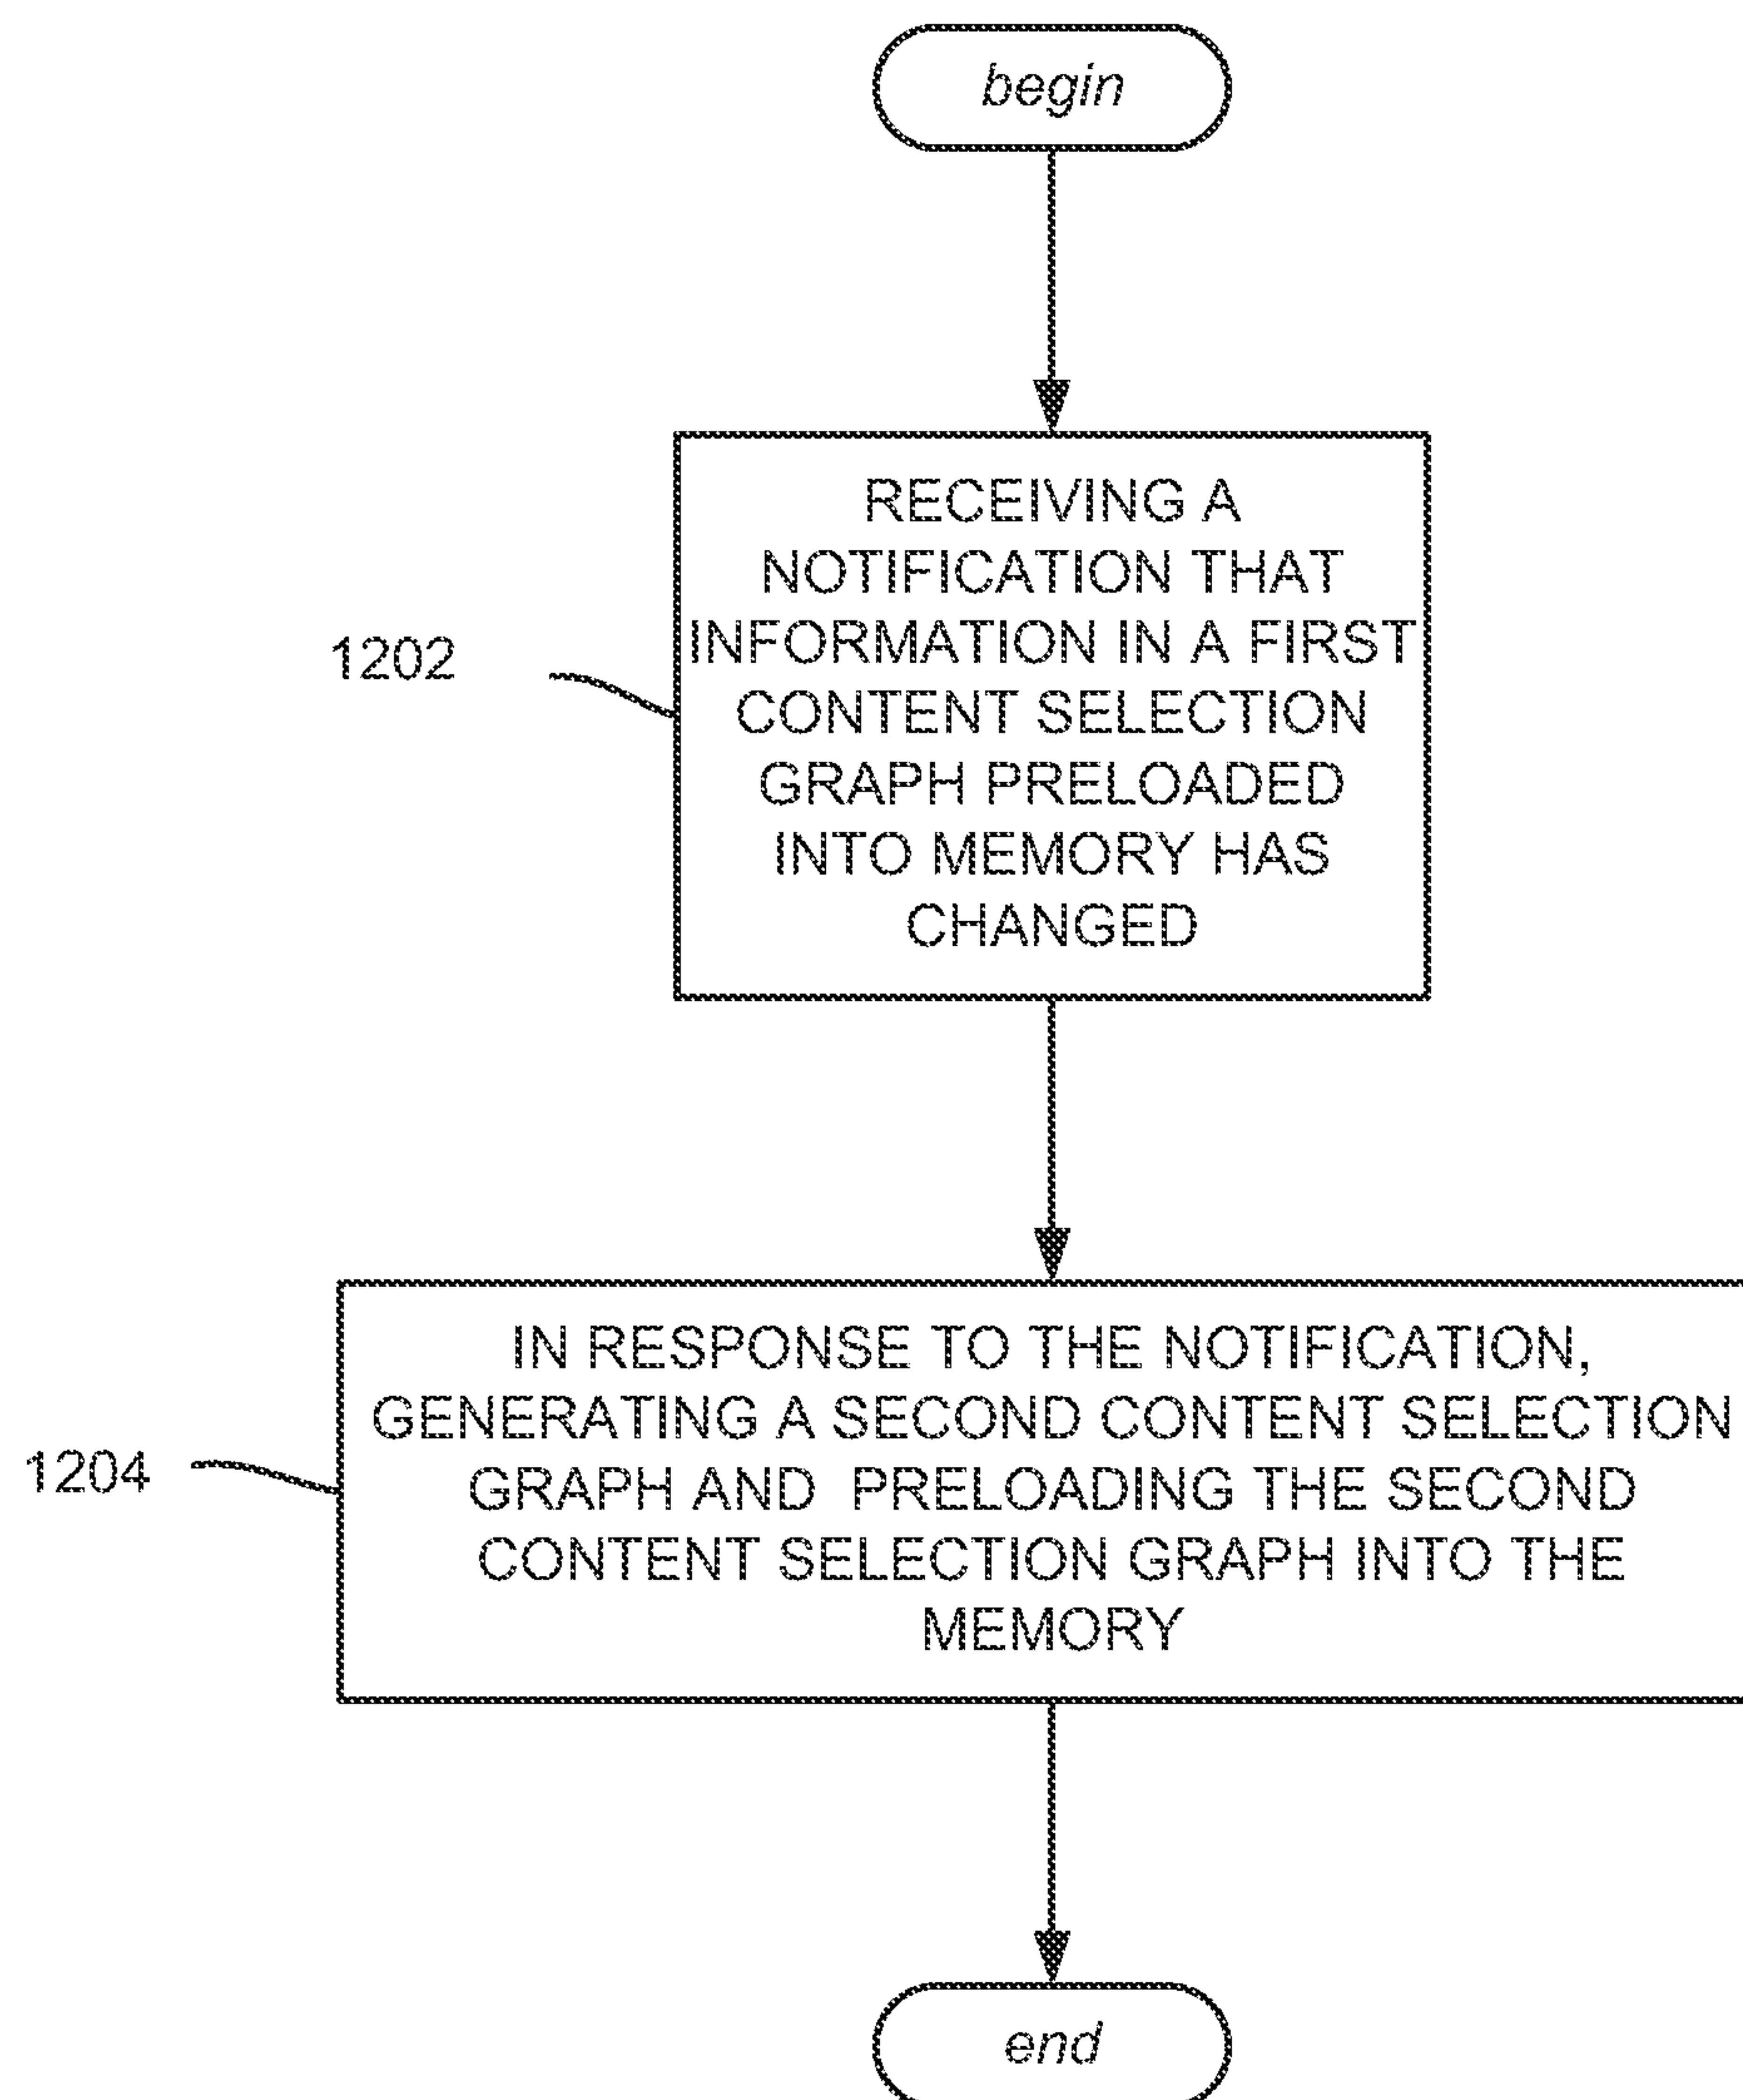 begin
RECEIVING A
NOTIFICATION THAT
INFORMATION IN A FIRST
CONTENT SELECTION
GRAPH PRELOADED
INTO MEMORY HAS
CHANGED
1202
IN RESPONSE TO THE NOTIFICATION,
GENERATING A SECOND CONTENT SELECTION
GRAPH AND PRELOADING THE SECOND
CONTENT SELECTION GRAPH INTO THE
MEMORY
1204
end